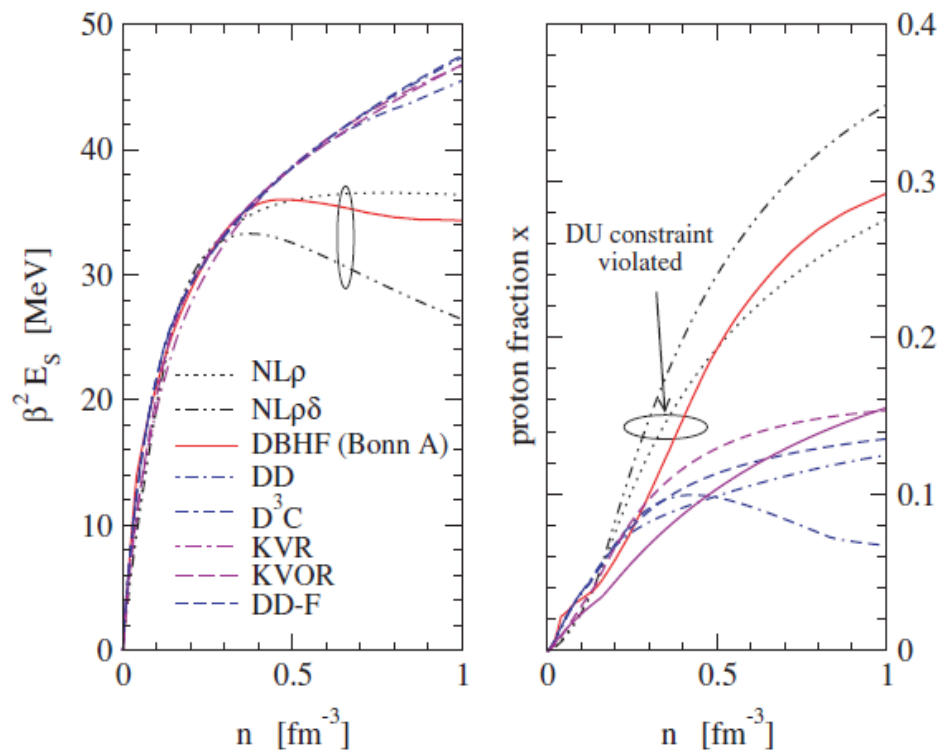 50
40
30
20
10
0
β² E_S [MeV]
NLρ
NLρδ
DBHF (Bonn A)
DD
D³C
KVR
KVOR
DD-F
0
0.5
1
n [fm⁻³]
proton fraction x
DU constraint
violated
0.4
0.3
0.2
0.1
0
0
0.5
1
n [fm⁻³]